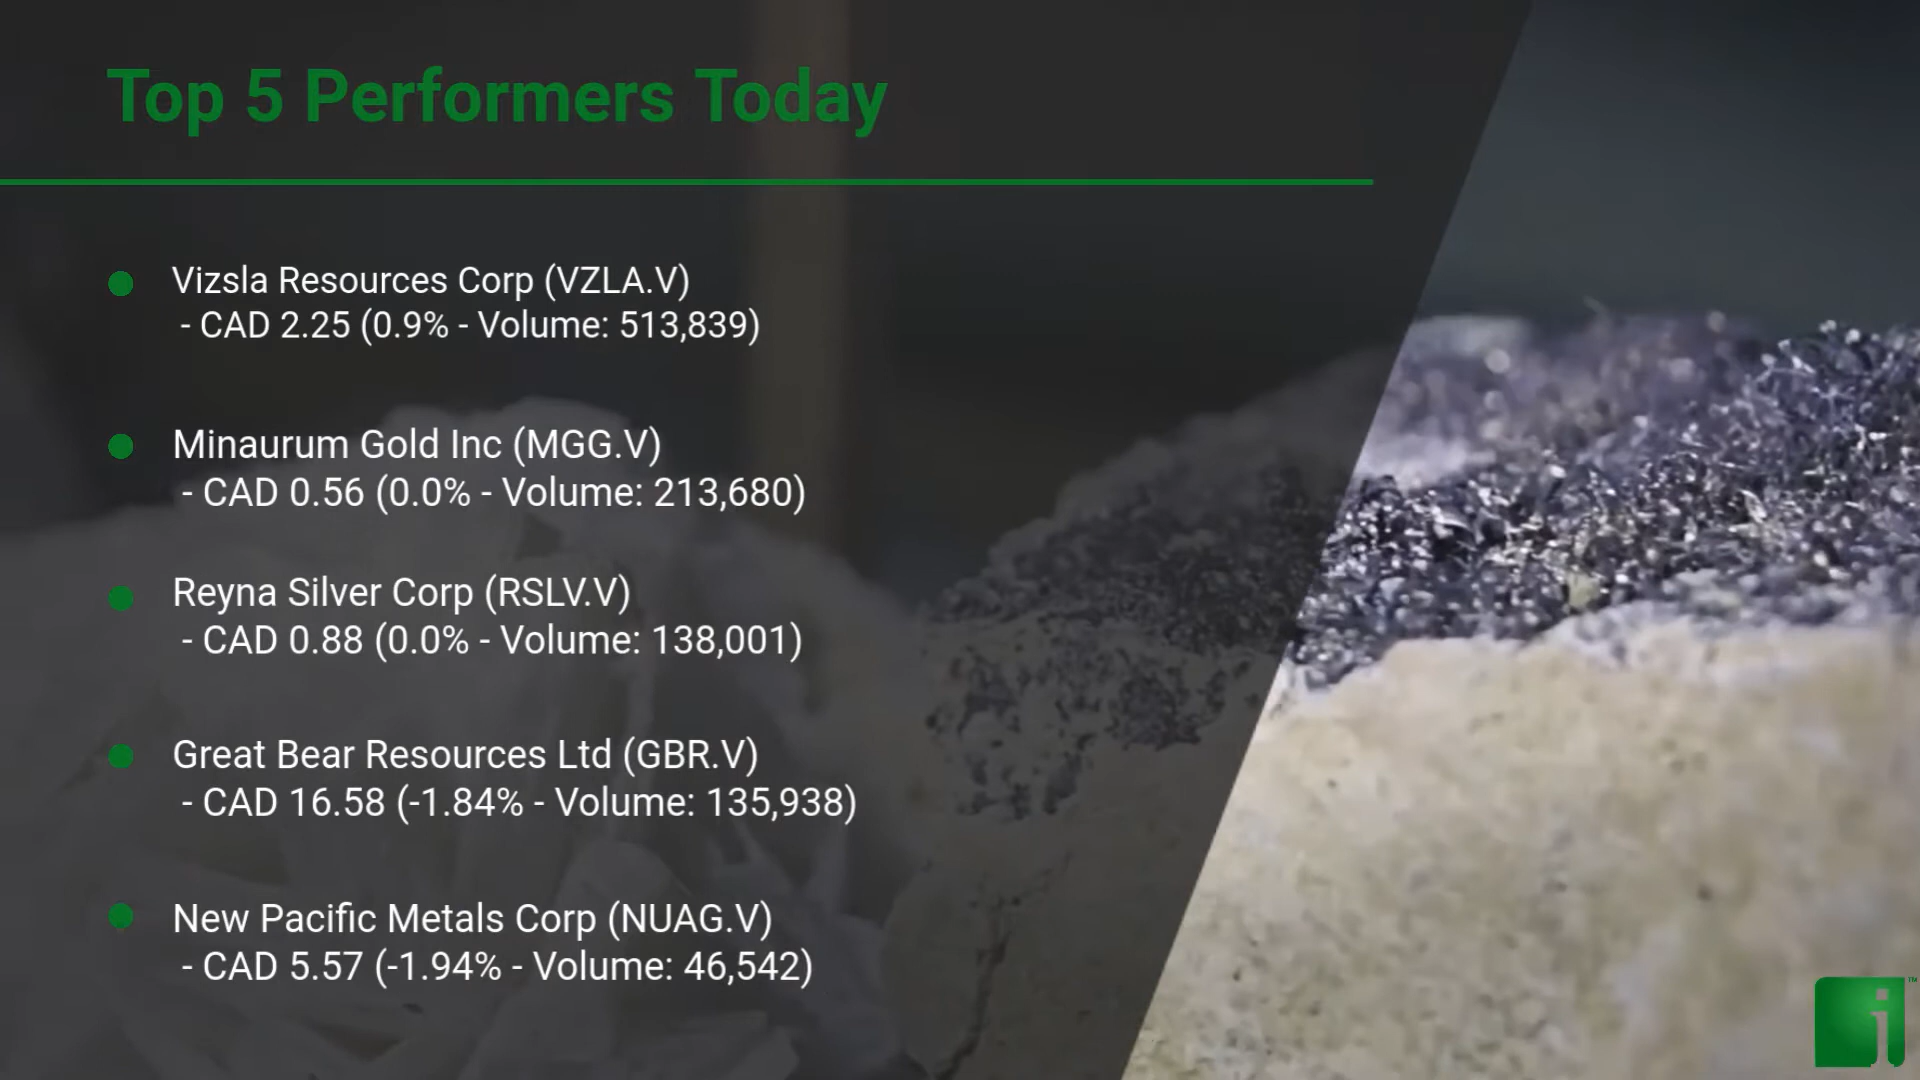 Top 5 Performers Today
Vizsla Resources Corp (VZLA.V)
- CAD 2.25 (0.9% - Volume: 513,839)
Minaurum Gold Inc (MGG.V)
- CAD 0.56 (0.0% - Volume: 213,680)
Reyna Silver Corp (RSLV.V)
- CAD 0.88 (0.0% - Volume: 138,001)
Great Bear Resources Ltd (GBR.V)
- CAD 16.58 (-1.84% - Volume: 135,938)
New Pacific Metals Corp (NUAG.V)
- CAD 5.57 (-1.94% - Volume: 46,542)
i™